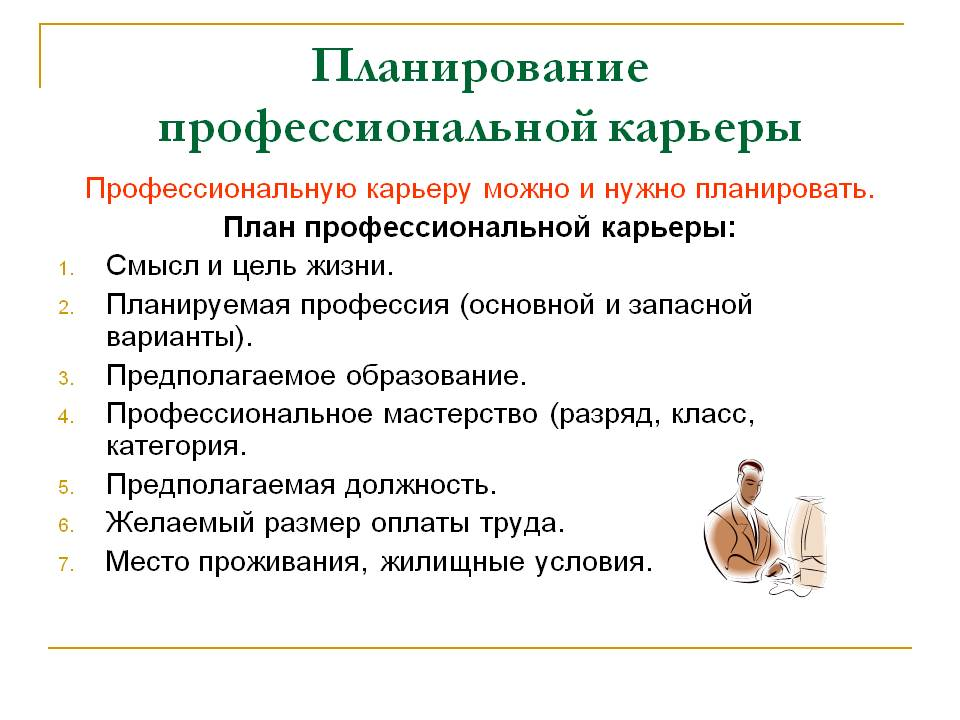 Планирование
профессиональной карьеры
Профессиональную карьеру можно и нужно планировать.
План профессиональной карьеры:
1. Смысл и цель жизни.
2. Планируемая профессия (основной и запасной
варианты).
3. Предполагаемое образование.
4. Профессиональное мастерство (разряд, класс,
категория.
5. Предполагаемая должность.
6. Желаемый размер оплаты труда.
7. Место проживания, жилищные условия.